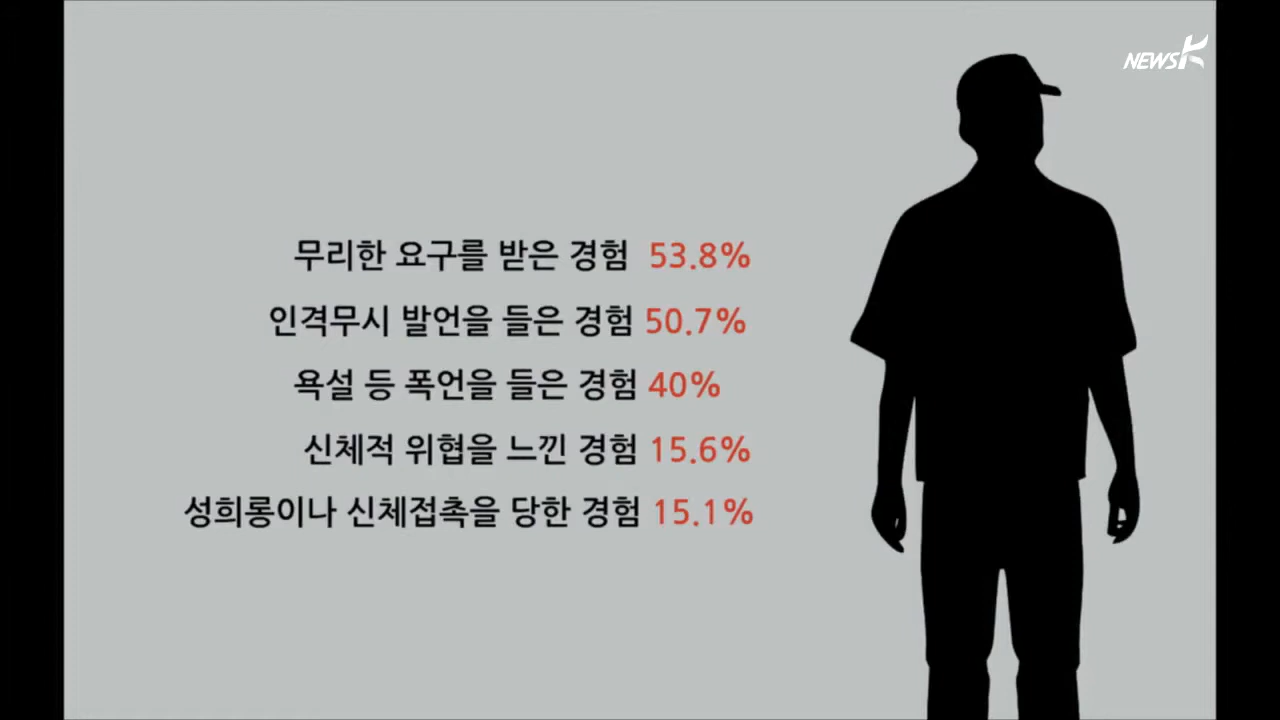 NEWS K
무리한 요구를 받은 경험 53.8%
인격무시 발언을 들은 경험 50.7%
욕설 등 폭언을 들은 경험 40%
신체적 위협을 느낀 경험 15.6%
성희롱이나 신체접촉을 당한 경험 15.1%